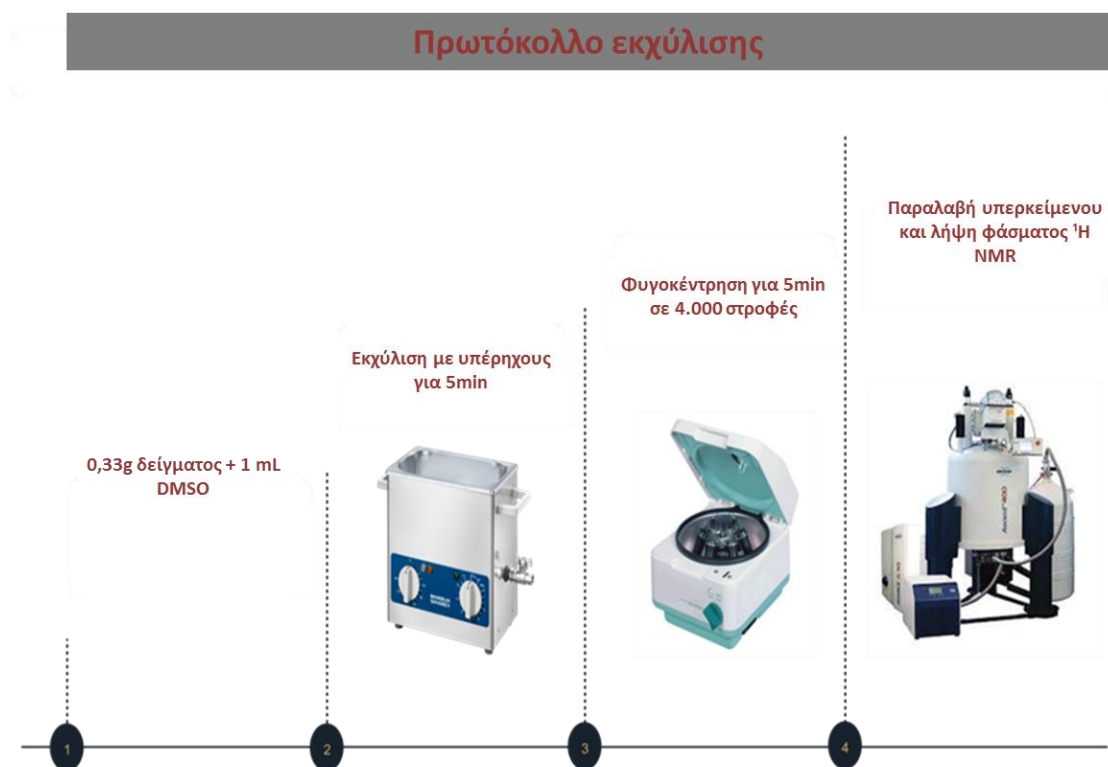 Πρωτόκολλο εκχύλισης
0,33g δείγματος + 1 mL
DMSO
Εκχύλιση με υπέρηχους
για 5min
Φυγοκέντρηση για 5min
σε 4.000 στροφές
Παραλαβή υπερκείμενου
και λήψη φάσματος ¹H
NMR
1
2
3
4